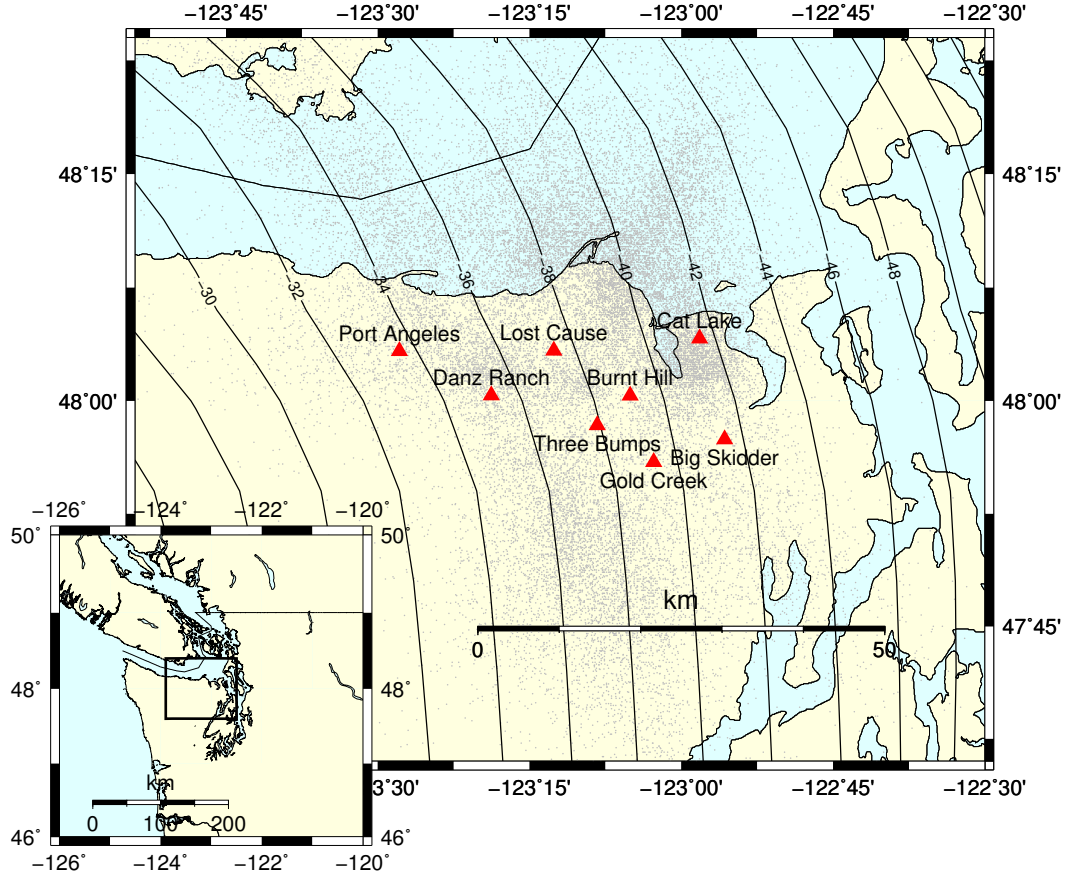 −123˚45' −123˚30' −123˚15' −123˚00' −122˚45' −122˚30'
48˚15' 48˚15'
−30 −32 −34 −36 −38 −40 −42 −44 −46 −48
Cat Lake
Port Angeles Lost Cause
Danz Ranch Burnt Hill
48˚00' 48˚00'
Three Bumps
Big Skidder
Gold Creek
km
0 50
47˚45'
−123˚30' −123˚15' −123˚00' −122˚45' −122˚30'
−126˚ −124˚ −122˚ −120˚
50˚ 50˚
48˚ 48˚
km
0 100 200
46˚ 46˚
−126˚ −124˚ −122˚ −120˚